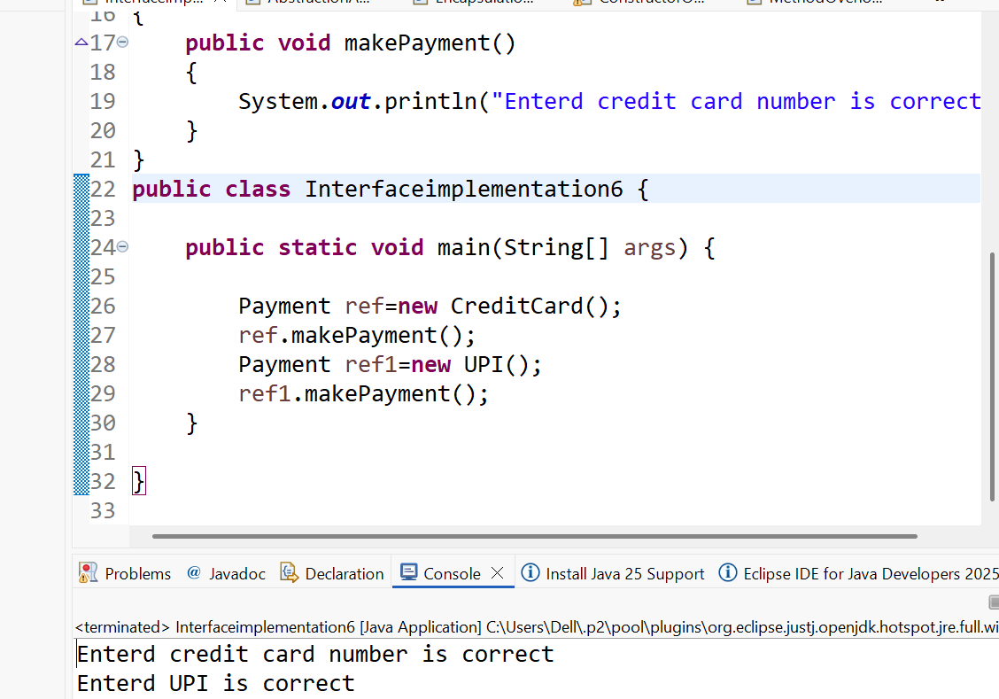 16 {
17 public void makePayment()
18 {
19 System.out.println("Enterd credit card number is correct
20 }
21 }
22 public class Interfaceimplementation6 {
23
24 public static void main(String[] args) {
25
26 Payment ref=new CreditCard();
27 ref.makePayment();
28 Payment ref1=new UPI();
29 ref1.makePayment();
30 }
31
32 }
33
Problems @ Javadoc Declaration Console Install Java 25 Support Eclipse IDE for Java Developers 2025
<terminated> Interfaceimplementation6 [Java Application] C:\Users\Dell\.p2\pool\plugins\org.eclipse.justj.openjdk.hotspot.jre.full.wi
Enterd credit card number is correct
Enterd UPI is correct